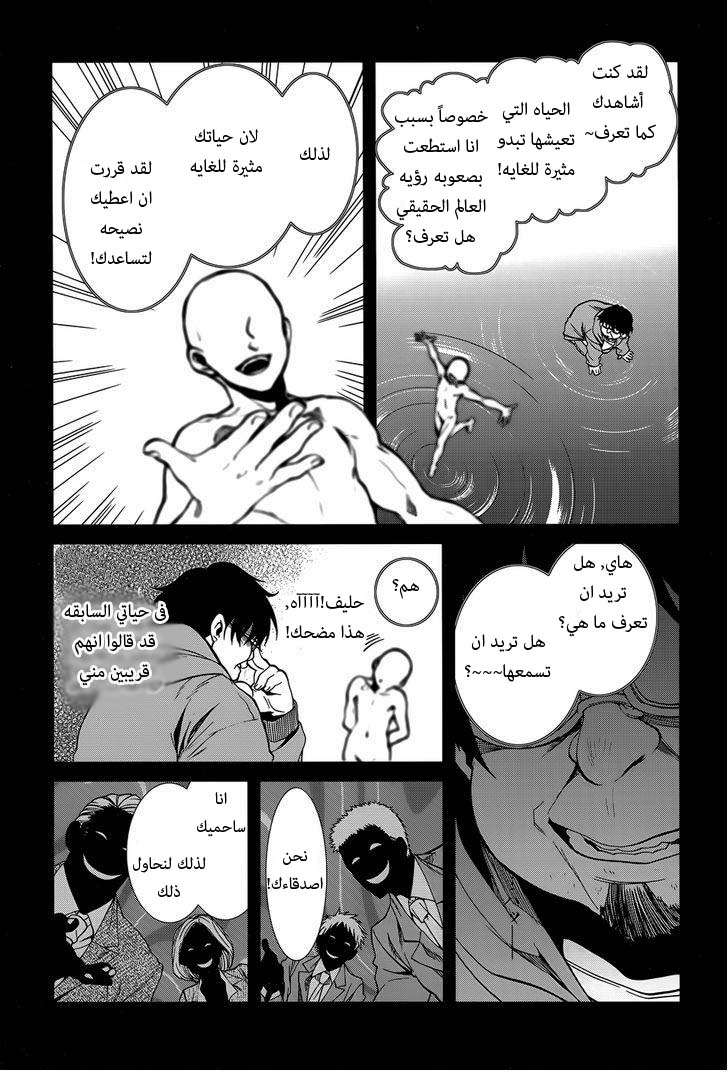 لقد كنت
أشاهدك
كما تعرف~
الحياه التي
تعيشها تبدو
مثيرة للغايه!
خصوصاً بسبب
انا استطعت
بصعوبه رؤيه
العالم الحقيقي
هل تعرف؟
لذلك
لان حياتك
مثيرة للغايه
لقد قررت
ان اعطيك
نصيحه
لتساعدك!
هاي, هل
تريد ان
تعرف ما هي؟
هل تريد ان
تسمعها~~~؟
هم؟
حليف!آآآآه,
هذا مضحك!
فى حياتي السابقه
قد قالوا انهم
قريبين مني
نحن
اصدقاءك!
انا
ساحميك
لذلك لنحاول
ذلك